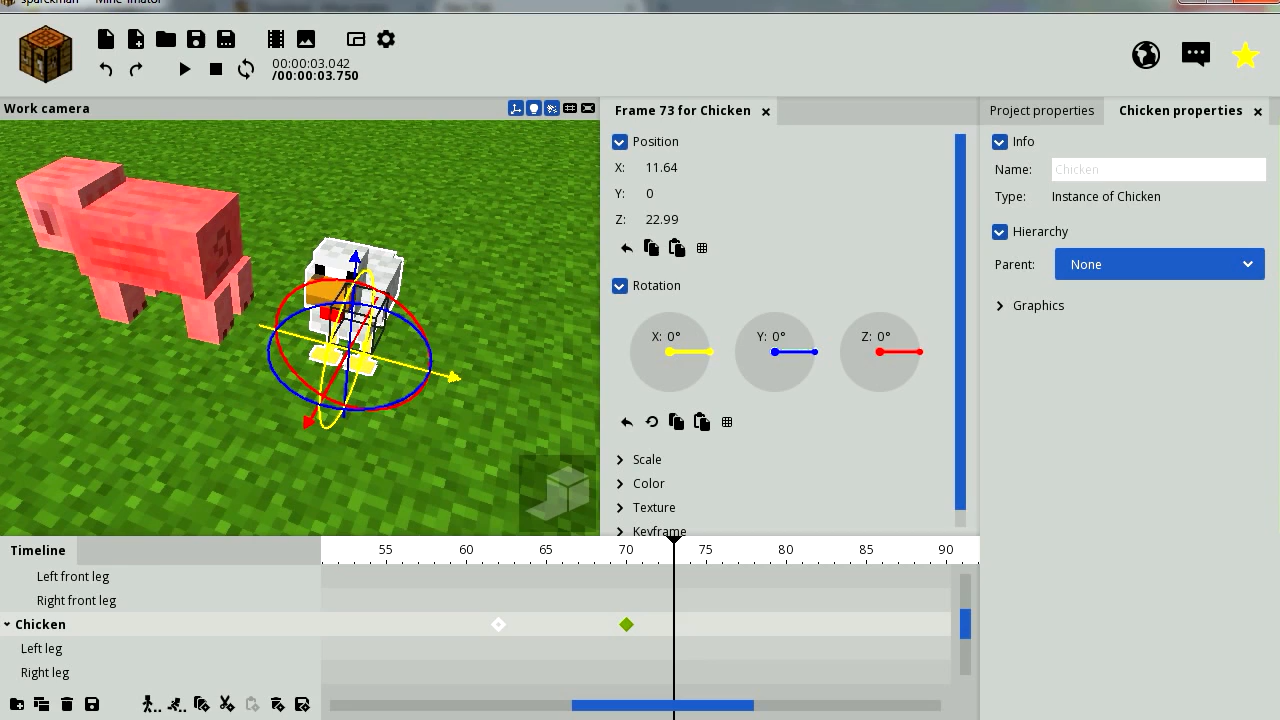 sparckman - Mine-imator
00:00:03.042
/00:00:03.750
Work camera
Frame 73 for Chicken
Project properties
Chicken properties
Position
X: 11.64
Y: 0
Z: 22.99
Rotation
X: 0°
Y: 0°
Z: 0°
Scale
Color
Texture
Keyframe
Info
Name: Chicken
Type: Instance of Chicken
Hierarchy
Parent: None
Graphics
Timeline
55 60 65 70 75 80 85 90
Left front leg
Right front leg
Chicken
Left leg
Right leg